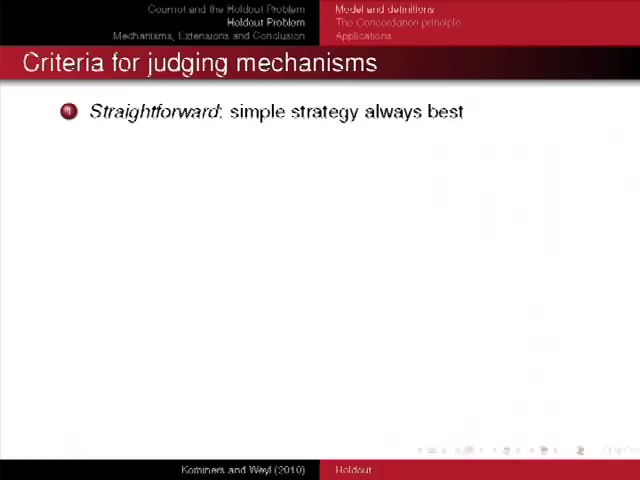 Cournot and the Holdout Problem
Holdout Problem
Mechanisms, Extensions and Conclusion
Model and definitions
The Concordance principle
Applications
Criteria for judging mechanisms
1 Straightforward: simple strategy always best
Kominers and Weyl (2010)
Holdout